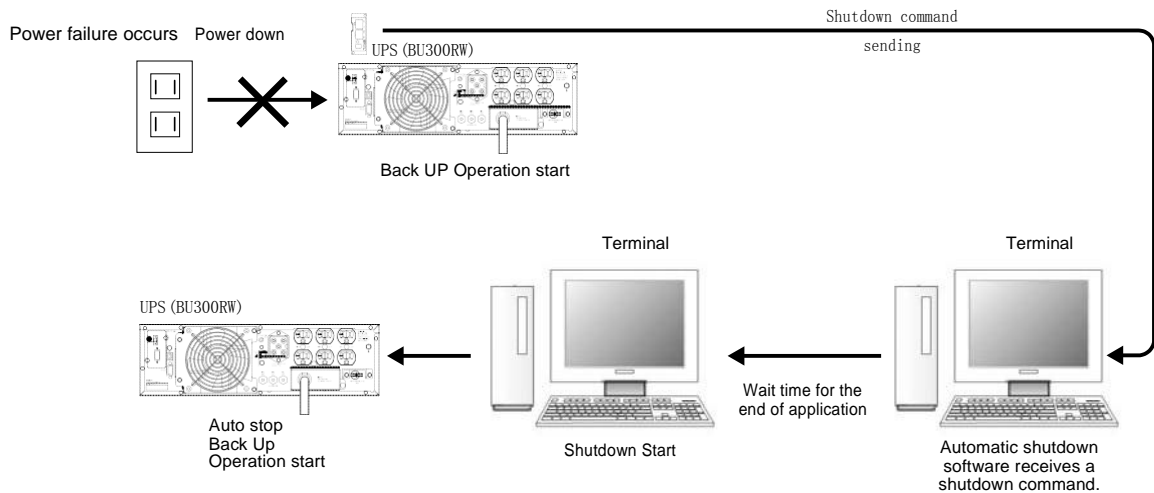 Shutdown command
sending
Power failure occurs
Power down
UPS(BU300RW)
Back UP Operation start
Terminal
Terminal
UPS(BU300RW)
Wait time for the
end of application
Auto stop
Back Up
Operation start
Shutdown Start
Automatic shutdown
software receives a
shutdown command.